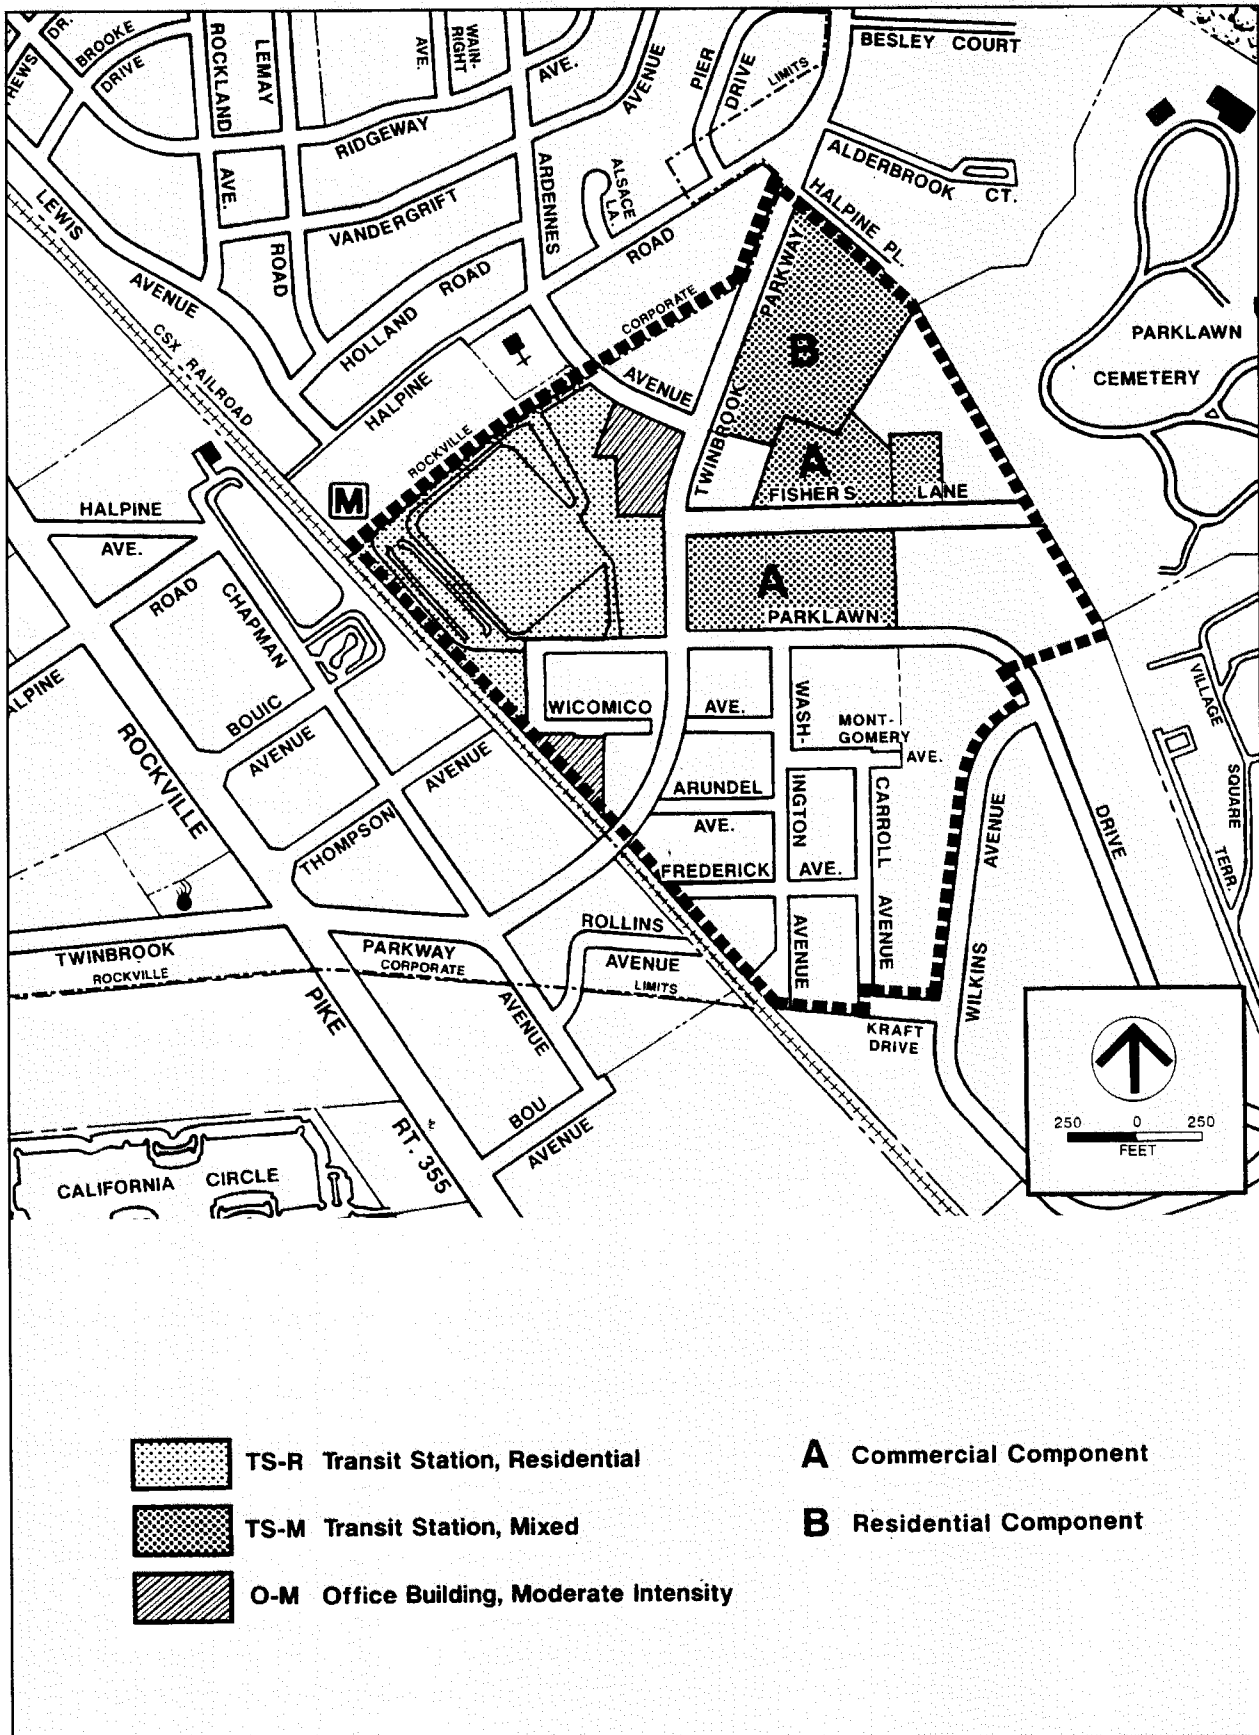 DR.
BROOKE
DRIVE
HEWS
ROCKLAND
AVE.
LEMAY
ROAD
AVE.
WAIN-
RIGHT
AVE.
AVENUE
PIER
DRIVE
LIMITS
BESLEY COURT
RIDGEWAY
VANDERGRIFT
ARDENNES
AVENUE
ALSACE
LA.
ALDERBROOK
CT.
HALPINE PL.
LEWIS
AVENUE
CSX RAILROAD
HOLLAND ROAD
HALPINE
ROAD
ROCKVILLE
CORPORATE
PARKWAY
TWINBROOK
B
A
FISHERS
LANE
PARKLAWN
CEMETERY
M
HALPINE
AVE.
ROAD
CHAPMAN
AVENUE
BOUIC
AVENUE
ALPINE
ROCKVILLE
PIKE
RT. 355
THOMPSON
AVENUE
A
PARKLAWN
DRIVE
WICOMICO
AVE.
WASH-
INGTON
AVENUE
MONT-
GOMERY
AVE.
ARUNDEL
AVE.
FREDERICK
AVE.
CARROLL
AVENUE
WILKINS
AVENUE
VILLAGE
SQUARE
TERR.
ROLLINS
AVENUE
TWINBROOK
PARKWAY
ROCKVILLE
CORPORATE
LIMITS
KRAFT
DRIVE
BOU
AVENUE
CALIFORNIA CIRCLE
250 0 250
FEET
TS-R Transit Station, Residential
TS-M Transit Station, Mixed
O-M Office Building, Moderate Intensity
A Commercial Component
B Residential Component